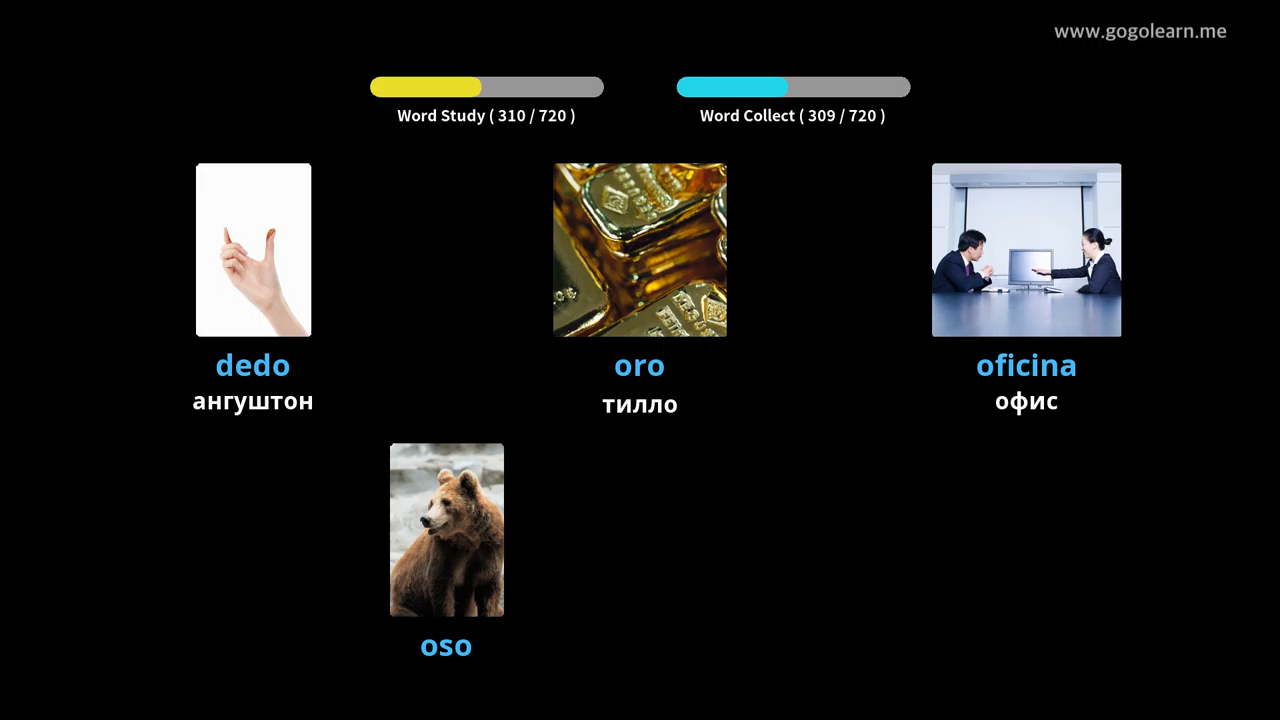 www.gogolearn.me
Word Study ( 310 / 720 )
Word Collect ( 309 / 720 )
dedo
ангуштон
oro
тилло
oficina
офис
oso